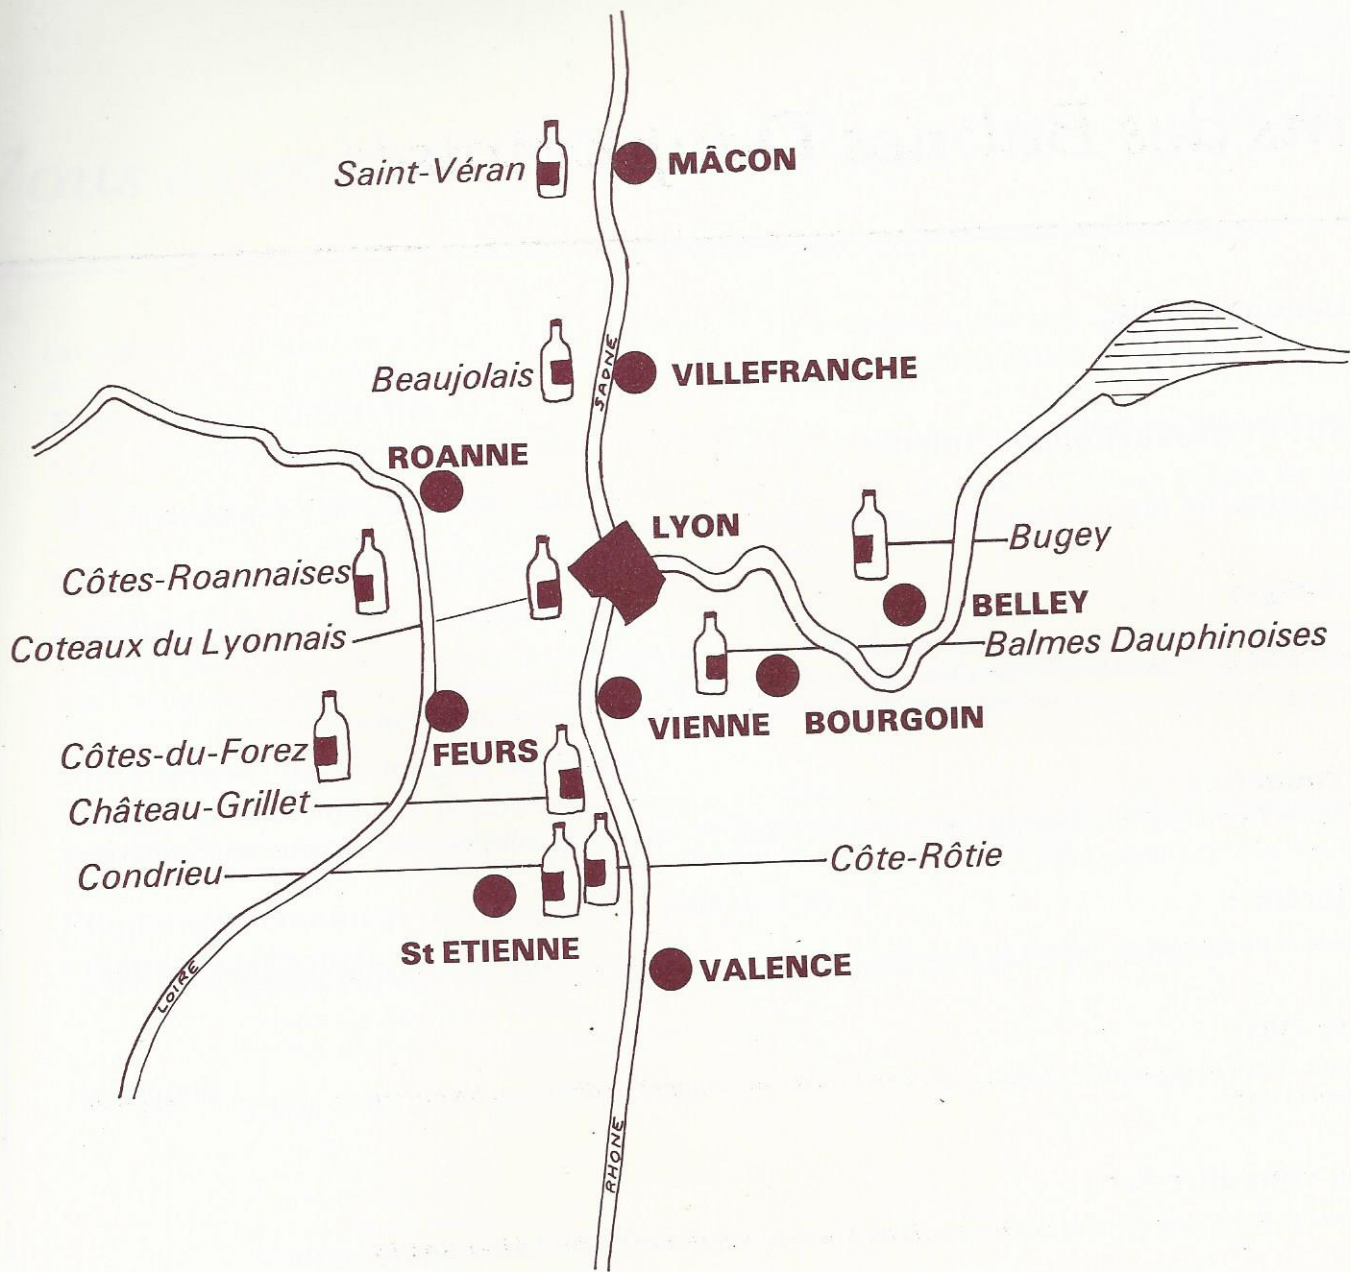 Saint-Véran
MÂCON
SAONE
Beaujolais
VILLEFRANCHE
ROANNE
LYON
Bugey
Côtes-Roannaises
BELLEY
Coteaux du Lyonnais
Balmes Dauphinoises
VIENNE
BOURGOIN
Côtes-du-Forez
FEURS
Château-Grillet
Condrieu
Côte-Rôtie
St ETIENNE
VALENCE
LOIRE
RHONE